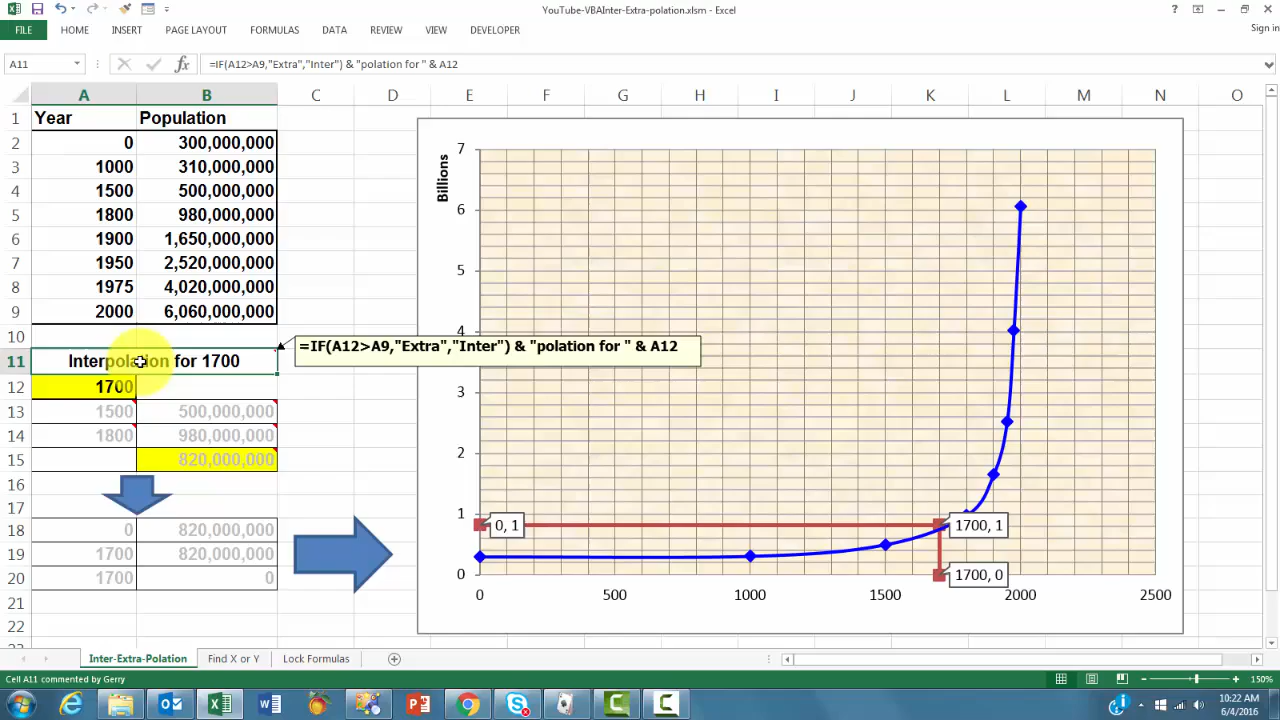 YouTube-VBAInter-Extra-polation.xlsm - Excel
FILE HOME INSERT PAGE LAYOUT FORMULAS DATA REVIEW VIEW DEVELOPER Sign in
A11 fx =IF(A12>A9,"Extra","Inter") & "polation for " & A12
A B C D E F G H I J K L M N O
1 Year Population
2 0 300,000,000
3 1000 310,000,000
4 1500 500,000,000
5 1800 980,000,000
6 1900 1,650,000,000
7 1950 2,520,000,000
8 1975 4,020,000,000
9 2000 6,060,000,000
10
11 Interpolation for 1700
=IF(A12>A9,"Extra","Inter") & "polation for " & A12
12 1700
13 1500 500,000,000
14 1800 980,000,000
15 820,000,000
16
17
18 0 820,000,000
19 1700 820,000,000
20 1700 0
21
22
23
Billions
7
6
5
4
3
2
1
0
0, 1
1700, 1
1700, 0
0 500 1000 1500 2000 2500
Inter-Extra-Polation Find X or Y Lock Formulas
Cell A11 commented by Gerry 150%
10:22 AM
6/4/2016